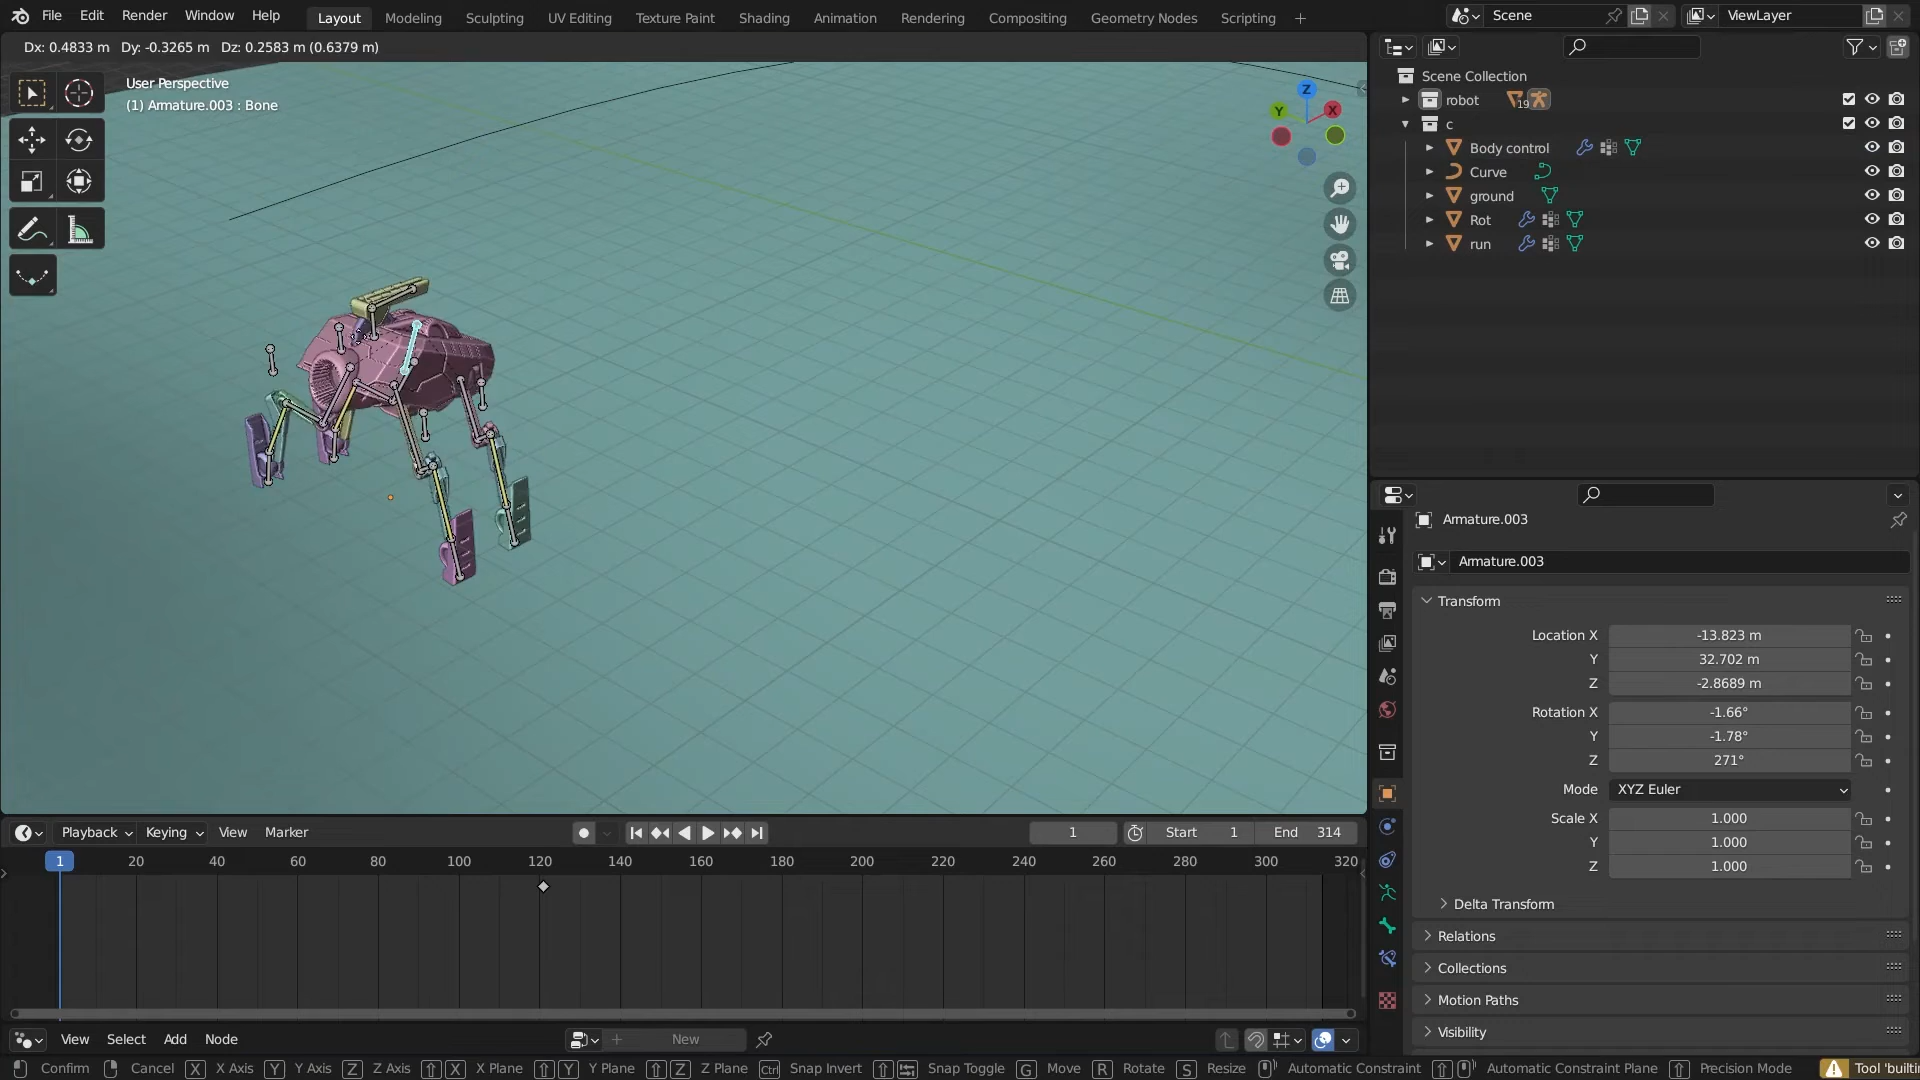 File Edit Render Window Help
Layout Modeling Sculpting UV Editing Texture Paint Shading Animation Rendering Compositing Geometry Nodes Scripting +
Scene
ViewLayer
Dx: 0.4833 m Dy: -0.3265 m Dz: 0.2583 m (0.6379 m)
User Perspective
(1) Armature.003 : Bone
Z
Y
X
Scene Collection
robot 19
c
Body control
Curve
ground
Rot
run
Armature.003
Armature.003
Transform
Location X -13.823 m
Y 32.702 m
Z -2.8689 m
Rotation X -1.66°
Y -1.78°
Z 271°
Mode XYZ Euler
Scale X 1.000
Y 1.000
Z 1.000
Delta Transform
Relations
Collections
Motion Paths
Visibility
Playback Keying View Marker
1
Start 1
End 314
1 20 40 60 80 100 120 140 160 180 200 220 240 260 280 300 320
View Select Add Node
+ New
Confirm Cancel X X Axis Y Y Axis Z Z Axis X X Plane Y Y Plane Z Z Plane Ctrl Snap Invert Snap Toggle G Move R Rotate S Resize Automatic Constraint Automatic Constraint Plane Precision Mode Tool 'builti